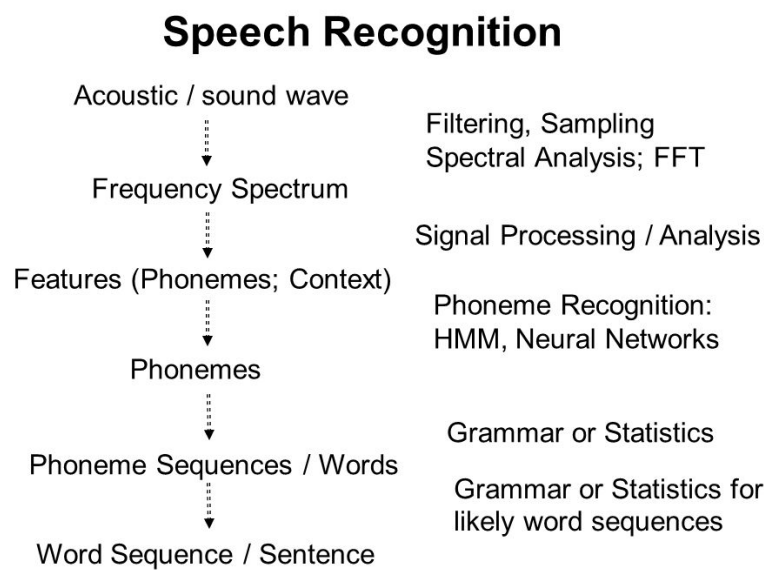 Speech Recognition
Acoustic / sound wave
Filtering, Sampling
Spectral Analysis; FFT
Frequency Spectrum
Signal Processing / Analysis
Features (Phonemes; Context)
Phoneme Recognition:
HMM, Neural Networks
Phonemes
Grammar or Statistics
Phoneme Sequences / Words
Grammar or Statistics for
likely word sequences
Word Sequence / Sentence